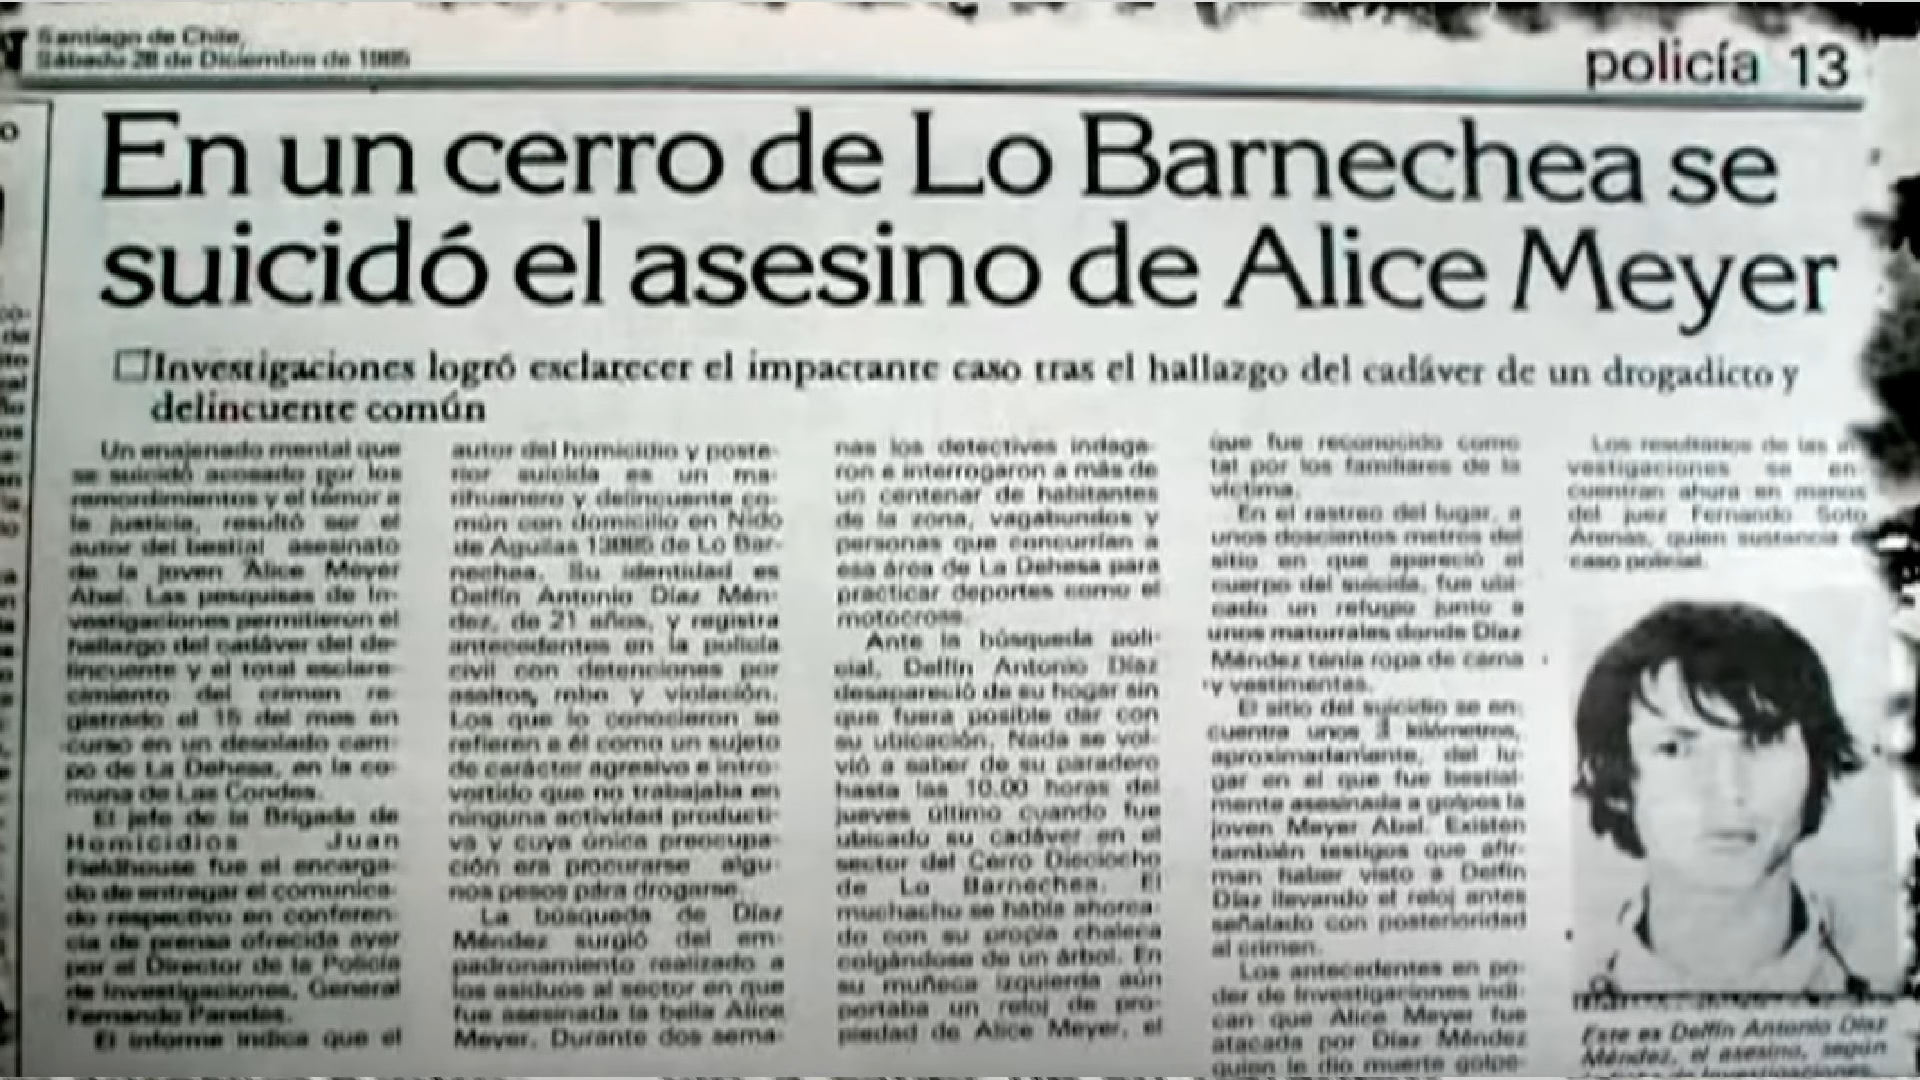 Santiago de Chile,
Sábado 28 de Diciembre de 1985
policía 13
En un cerro de Lo Barnechea se
suicidó el asesino de Alice Meyer
Investigaciones logró esclarecer el impactante caso tras el hallazgo del cadáver de un drogadicto y
delincuente común
Un enajenado mental que
se suicidó acosado por los
remordimientos y el temor a
la justicia, resultó ser el
autor del bestial asesinato
de la joven Alice Meyer
Abel. Las pesquisas de In-
vestigaciones permitieron el
hallazgo del cadáver del de-
lincuente y el total esclare-
cimiento del crimen re-
gistrado el 15 del mes en
curso en un desolado cam-
po de La Dehesa, en la co-
muna de Las Condes.
El jefe de la Brigada de
Homicidios Juan
Fieldhouse fue el encarga-
do de entregar el comunica-
do respectivo en conferen-
cia de prensa ofrecida ayer
por el Director de la Policía
de Investigaciones, General
Fernando Paredes.
El informe indica que el
autor del homicidio y poste-
rior suicida es un ma-
rihuanero y delincuente co-
mún con domicilio en Nido
de Aguilas 13085 de Lo Bar-
nechea. Su identidad es
Delfín Antonio Díaz Mén-
dez, de 21 años, y registra
antecedentes en la policía
civil con detenciones por
asaltos, robo y violación.
Los que lo conocieron se
refieren a él como un sujeto
de carácter agresivo e intro-
vertido que no trabajaba en
ninguna actividad producti-
va y cuya única preocupa-
ción era procurarse algu-
nos pesos para drogarse.
La búsqueda de Díaz
Méndez surgió del em-
padronamiento realizado a
los asiduos al sector en que
fue asesinada la bella Alice
Meyer. Durante dos sema-
nas los detectives indaga-
ron e interrogaron a más de
un centenar de habitantes
de la zona, vagabundos y
personas que concurrían a
esa área de La Dehesa para
practicar deportes como el
motocross.
Ante la búsqueda poli-
cial, Delfín Antonio Díaz
desapareció de su hogar sin
que fuera posible dar con
su ubicación. Nada se vol-
vió a saber de su paradero
hasta las 10.00 horas del
jueves último cuando fue
ubicado su cadáver en el
sector del Cerro Dieciocho
de Lo Barnechea. El
muchacho se había ahorca-
do con su propia chaleca
colgándose de un árbol. En
su muñeca izquierda aún
portaba un reloj de pro-
piedad de Alice Meyer, el
que fue reconocido como
tal por los familiares de la
víctima.
En el rastreo del lugar, a
unos doscientos metros del
sitio en que apareció el
cuerpo del suicida, fue ubi-
cado un refugio junto a
unos matorrales donde Díaz
Méndez tenía ropa de cama
y vestimentas.
El sitio del suicidio se en-
cuentra unos 3 kilómetros,
aproximadamente, del lu-
gar en el que fue bestial-
mente asesinada a golpes la
joven Meyer Abel. Existen
también testigos que afir-
man haber visto a Delfín
Díaz llevando el reloj antes
señalado con posterioridad
al crimen.
Los antecedentes en po-
der de Investigaciones indi-
can que Alice Meyer fue
atacada por Díaz Méndez
quien le dio muerte golpe-
Los resultados de las in-
vestigaciones se en-
cuentran ahora en manos
del juez Fernando Soto
Arenas, quien sustancia
caso policial.
Este es Delfín Antonio Díaz
Méndez, el asesino, según